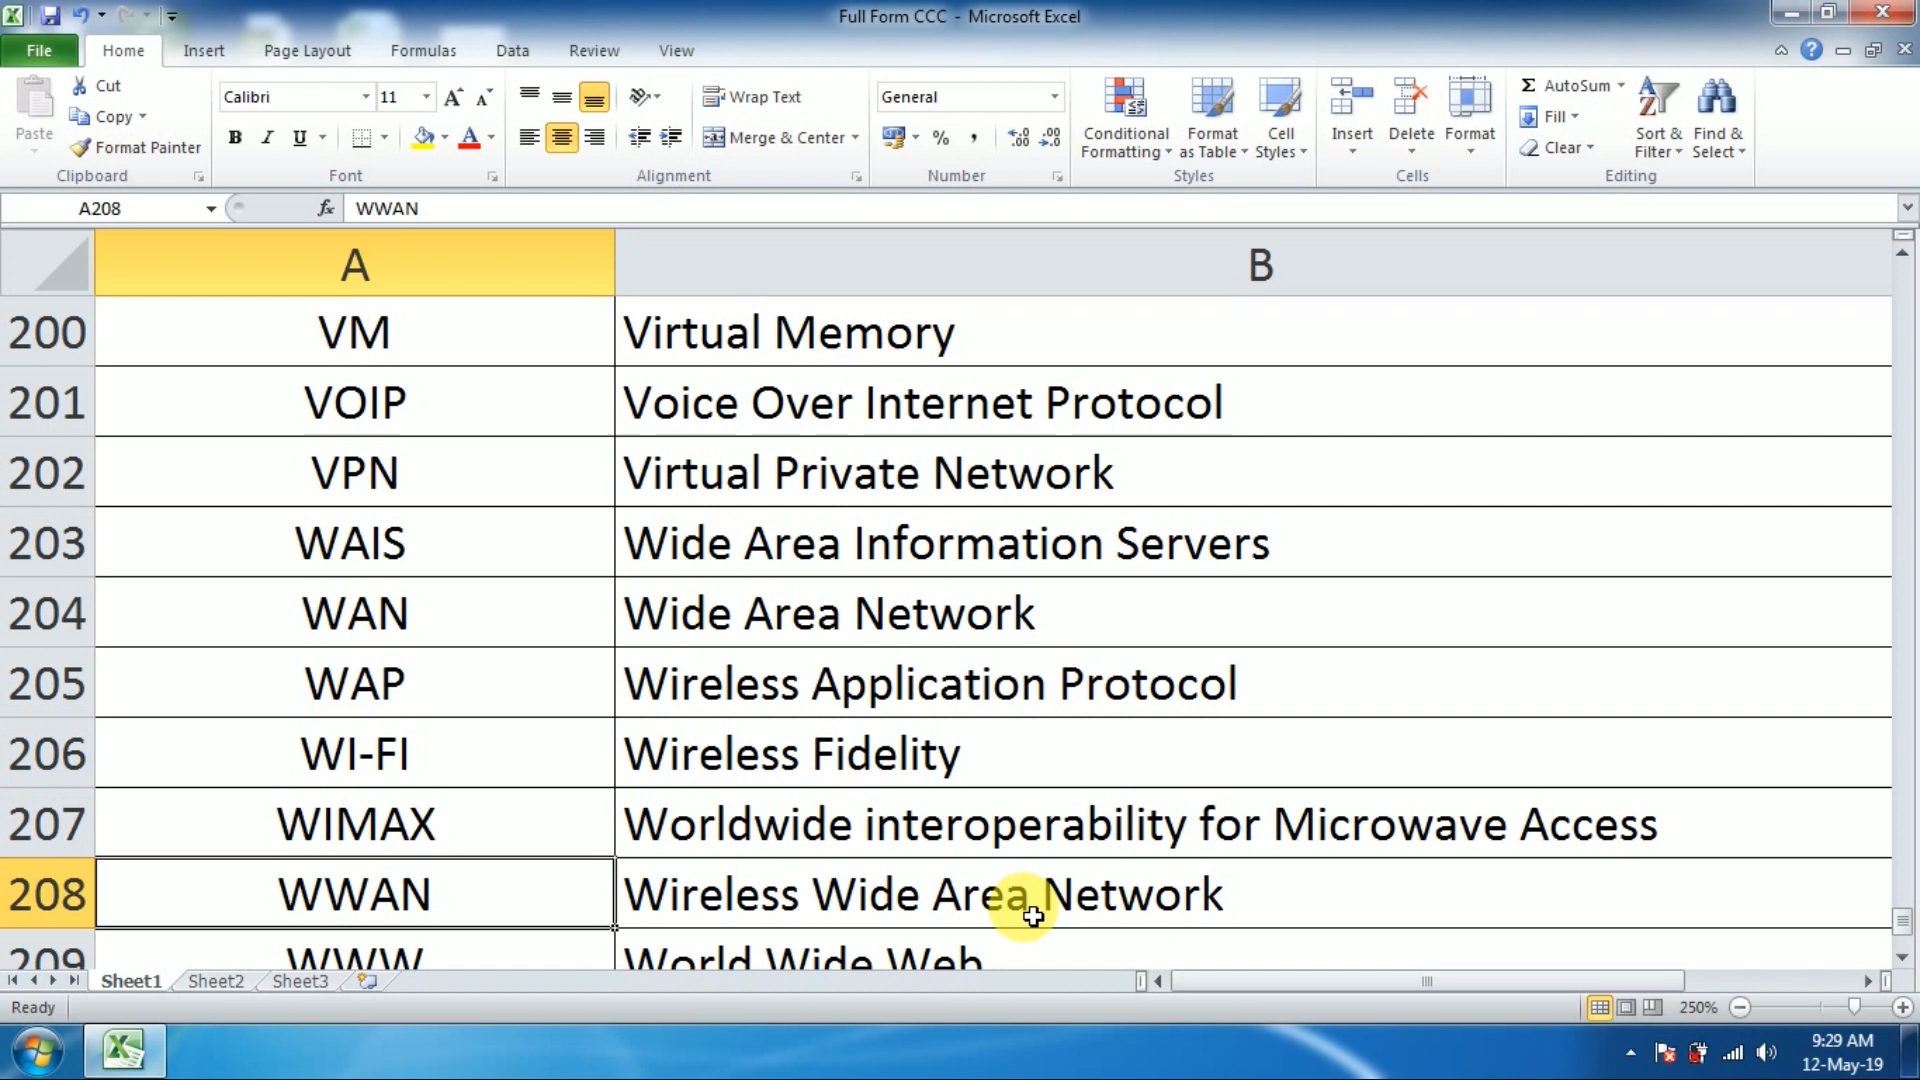 Full Form CCC - Microsoft Excel
File Home Insert Page Layout Formulas Data Review View
Paste
Cut
Copy
Format Painter
Clipboard
Calibri 11
B I U
Font
Wrap Text
Merge & Center
Alignment
General
% ,
Number
Conditional Formatting
Format as Table
Cell Styles
Styles
Insert Delete Format
Cells
Σ AutoSum
Fill
Clear
Sort & Filter
Find & Select
Editing
A208 fx WWAN
A B
200 VM Virtual Memory
201 VOIP Voice Over Internet Protocol
202 VPN Virtual Private Network
203 WAIS Wide Area Information Servers
204 WAN Wide Area Network
205 WAP Wireless Application Protocol
206 WI-FI Wireless Fidelity
207 WIMAX Worldwide interoperability for Microwave Access
208 WWAN Wireless Wide Area Network
209 WWW World Wide Web
Sheet1 Sheet2 Sheet3
Ready 250%
9:29 AM
12-May-19